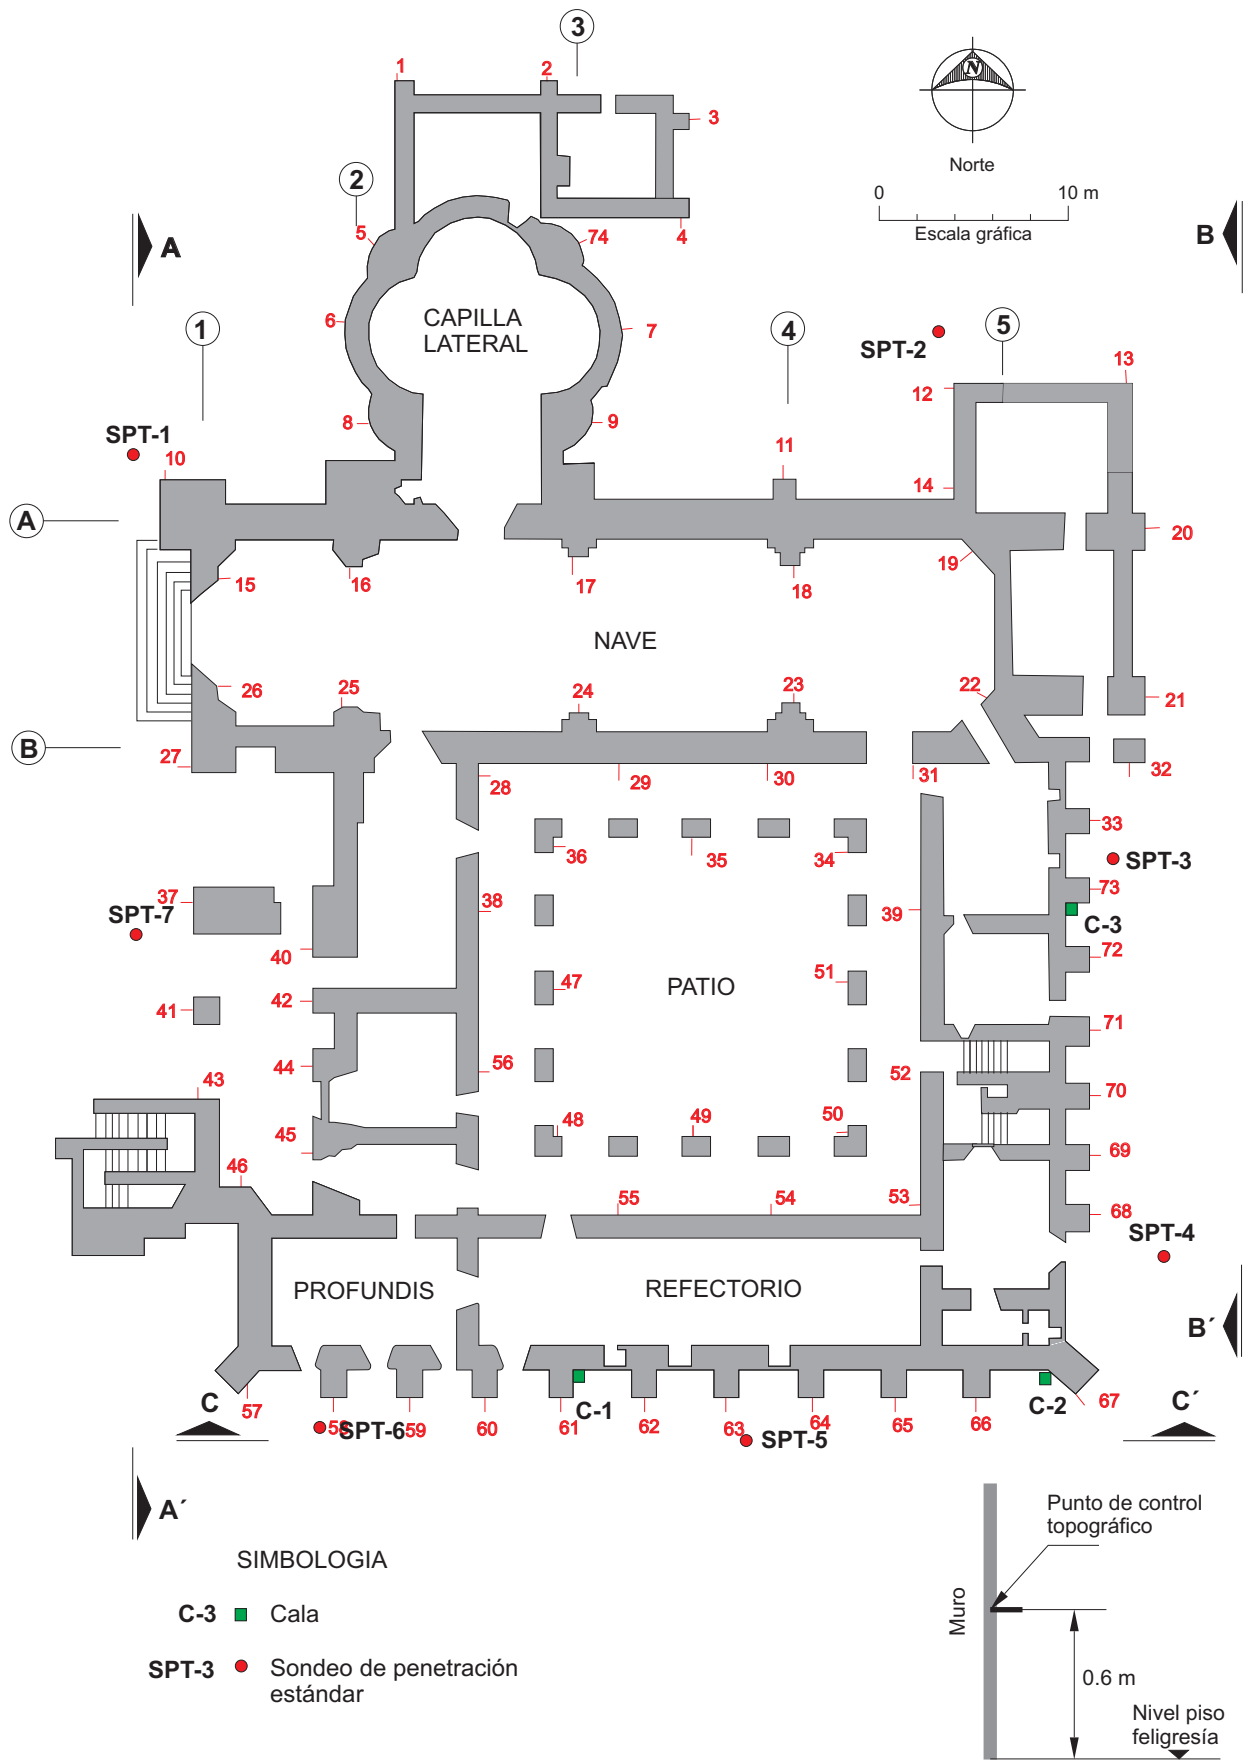 3
1
2
3
N
Norte
0 10 m
Escala gráfica
2
5
74
4
A
B
6
CAPILLA
LATERAL
7
1
4
SPT-2
5
13
12
8
9
SPT-1
10
11
14
A
20
15
16
17
18
19
NAVE
26
25
24
23
22
21
B
27
28
29
30
31
32
36
35
34
33
SPT-3
37
38
39
73
SPT-7
C-3
40
72
41
42
47
PATIO
51
71
44
56
52
43
70
45
48
49
50
69
46
55
54
53
68
SPT-4
PROFUNDIS
REFECTORIO
B´
57
C
58
SPT-6
59
60
61
C-1
62
63
SPT-5
64
65
66
C-2
67
C´
A´
SIMBOLOGIA
C-3 Cala
SPT-3 Sondeo de penetración
estándar
Punto de control
topográfico
Muro
0.6 m
Nivel piso
feligresía